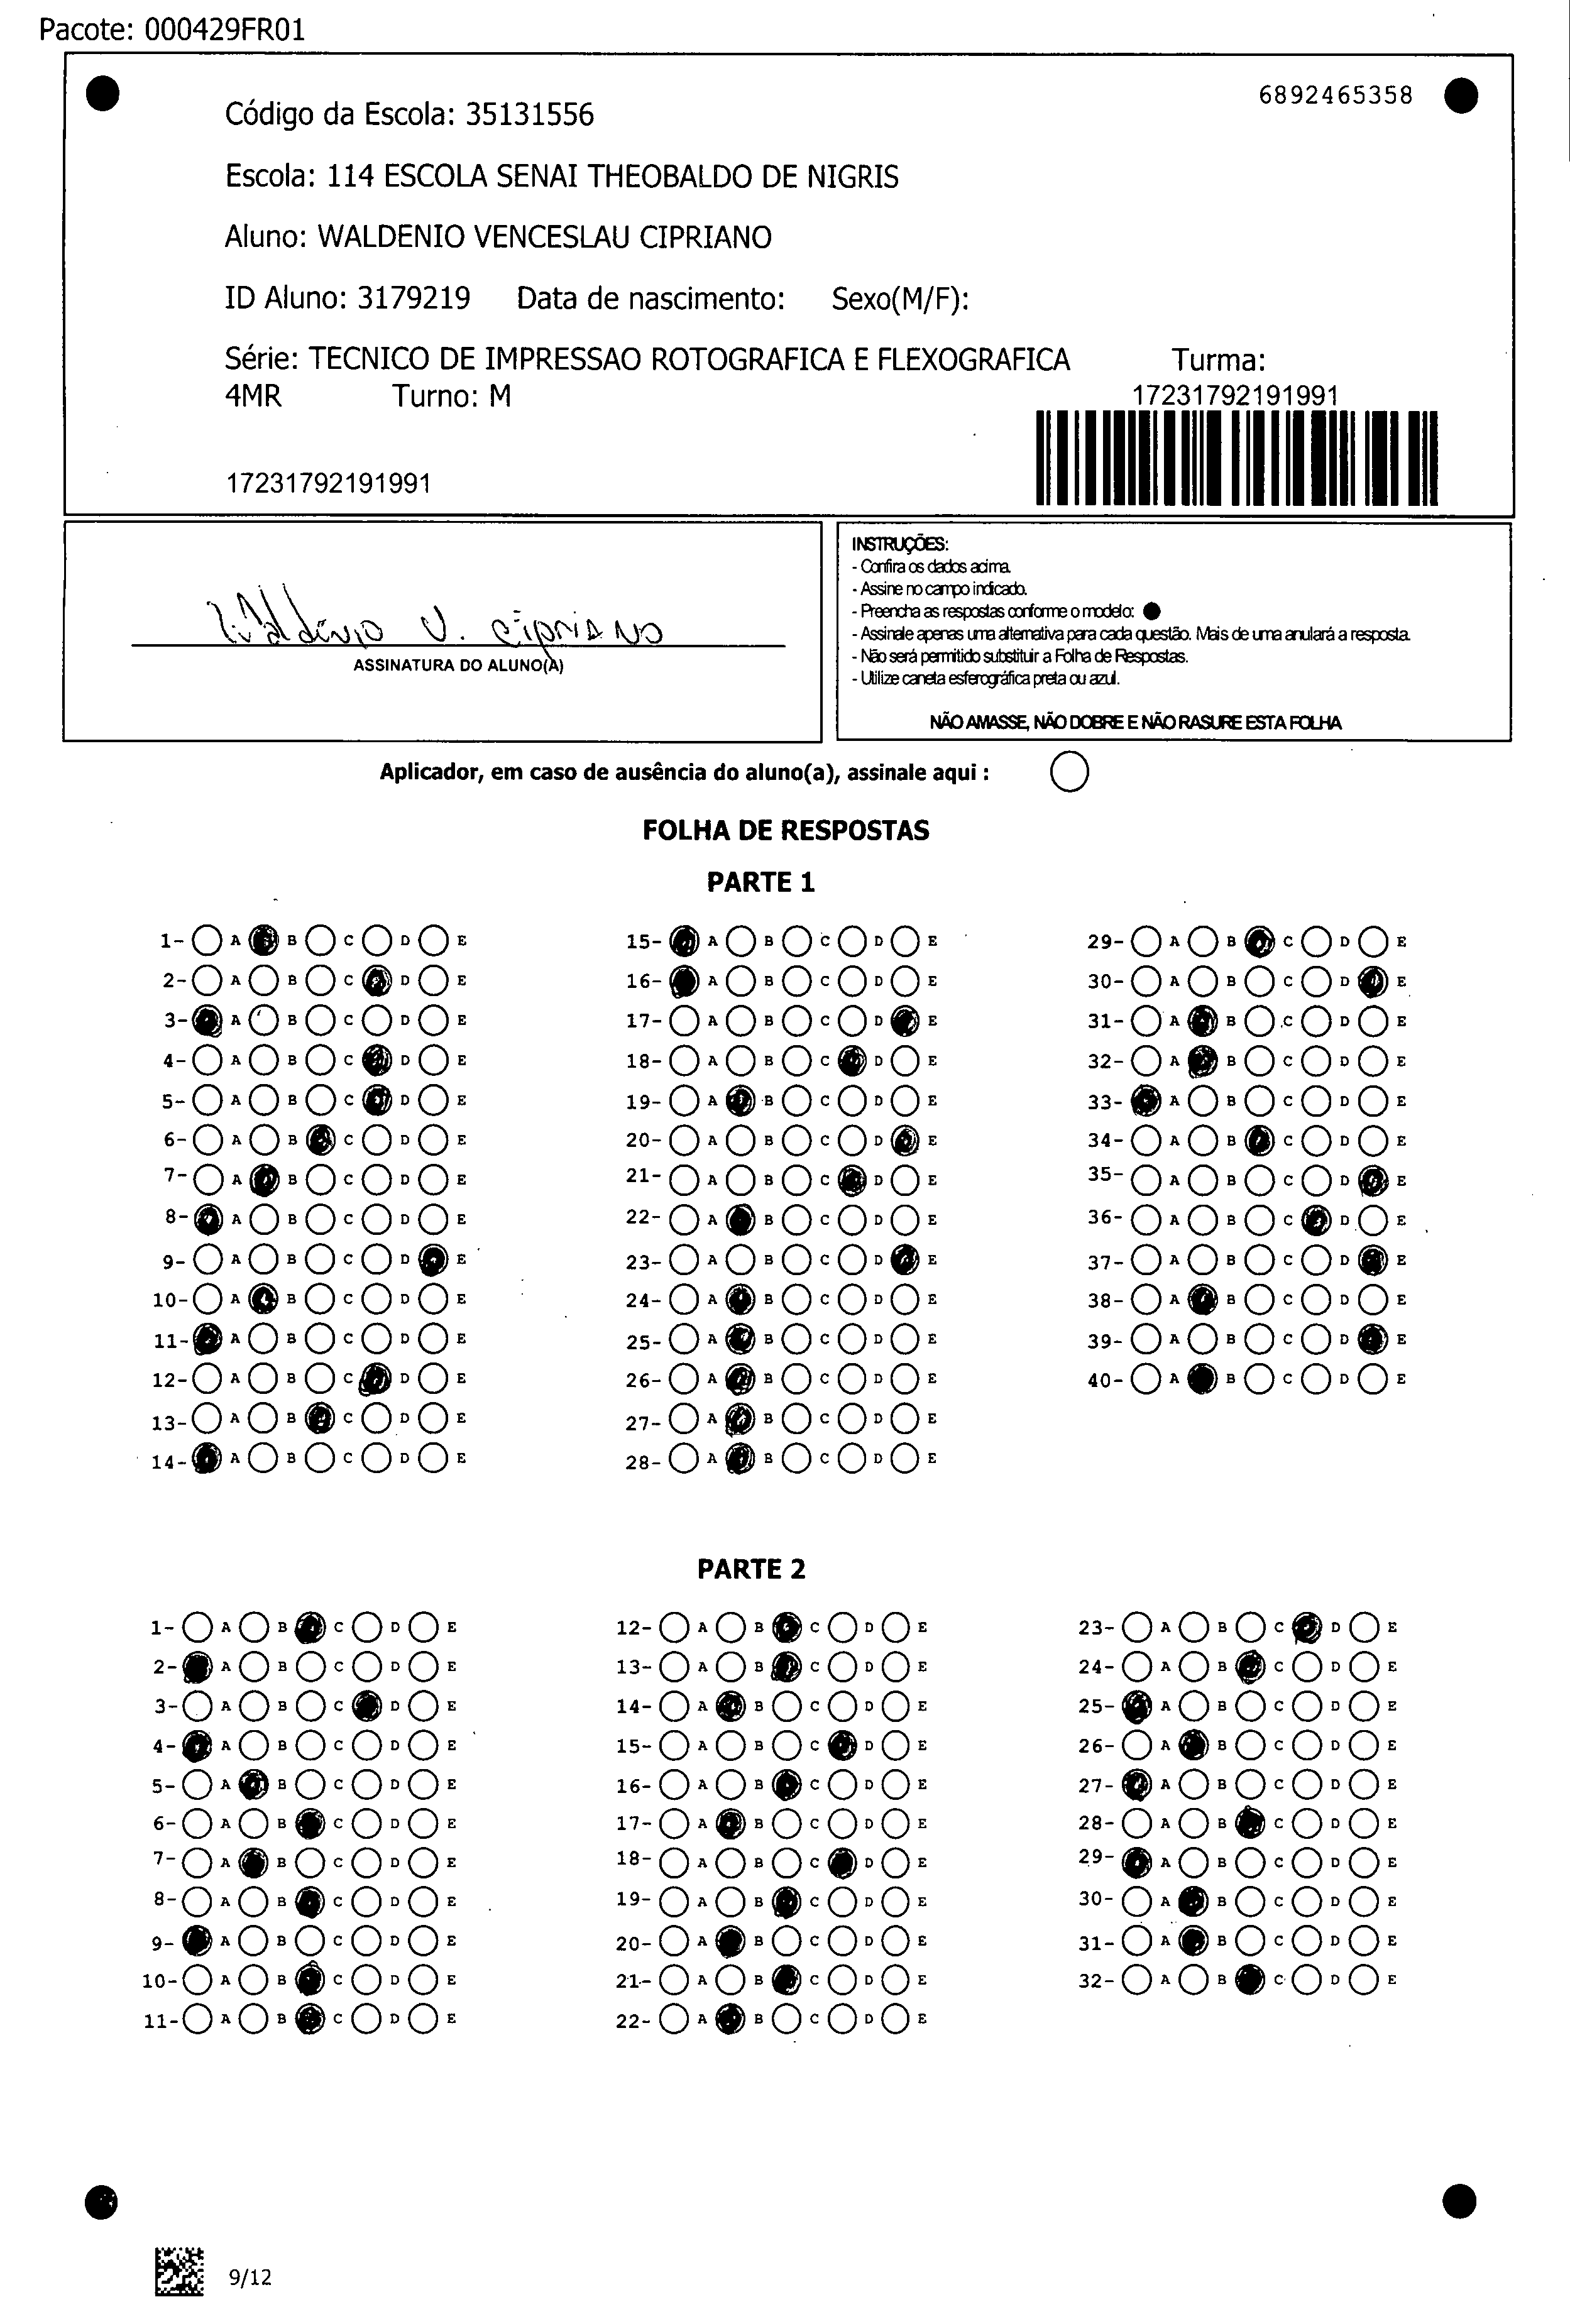 Pacote: 000429FR01
6892465358
Código da Escola: 35131556
Escola: 114 ESCOLA SENAI THEOBALDO DE NIGRIS
Aluno: WALDENIO VENCESLAU CIPRIANO
ID Aluno: 3179219 Data de nascimento: Sexo(M/F):
Série: TECNICO DE IMPRESSAO ROTOGRAFICA E FLEXOGRAFICA Turma:
4MR Turno: M 17231792191991
17231792191991
Waldênio V. Cipriano
ASSINATURA DO ALUNO(A)
INSTRUÇÕES:
- Confira os dados acima.
- Assine no campo indicado.
- Preencha as respostas conforme o modelo:
- Assinale apenas uma alternativa para cada questão. Mais de uma anulará a resposta.
- Não será permitido substituir a Folha de Respostas.
- Utilize caneta esferográfica preta ou azul.
NÃO AMASSE, NÃO DOBRE E NÃO RASURE ESTA FOLHA
Aplicador, em caso de ausência do aluno(a), assinale aqui :
FOLHA DE RESPOSTAS
PARTE 1
1- A B C D E 15- A B C D E 29- A B C D E
2- A B C D E 16- A B C D E 30- A B C D E
3- A B C D E 17- A B C D E 31- A B C D E
4- A B C D E 18- A B C D E 32- A B C D E
5- A B C D E 19- A B C D E 33- A B C D E
6- A B C D E 20- A B C D E 34- A B C D E
7- A B C D E 21- A B C D E 35- A B C D E
8- A B C D E 22- A B C D E 36- A B C D E
9- A B C D E 23- A B C D E 37- A B C D E
10- A B C D E 24- A B C D E 38- A B C D E
11- A B C D E 25- A B C D E 39- A B C D E
12- A B C D E 26- A B C D E 40- A B C D E
13- A B C D E 27- A B C D E
14- A B C D E 28- A B C D E
PARTE 2
1- A B C D E 12- A B C D E 23- A B C D E
2- A B C D E 13- A B C D E 24- A B C D E
3- A B C D E 14- A B C D E 25- A B C D E
4- A B C D E 15- A B C D E 26- A B C D E
5- A B C D E 16- A B C D E 27- A B C D E
6- A B C D E 17- A B C D E 28- A B C D E
7- A B C D E 18- A B C D E 29- A B C D E
8- A B C D E 19- A B C D E 30- A B C D E
9- A B C D E 20- A B C D E 31- A B C D E
10- A B C D E 21- A B C D E 32- A B C D E
11- A B C D E 22- A B C D E
9/12